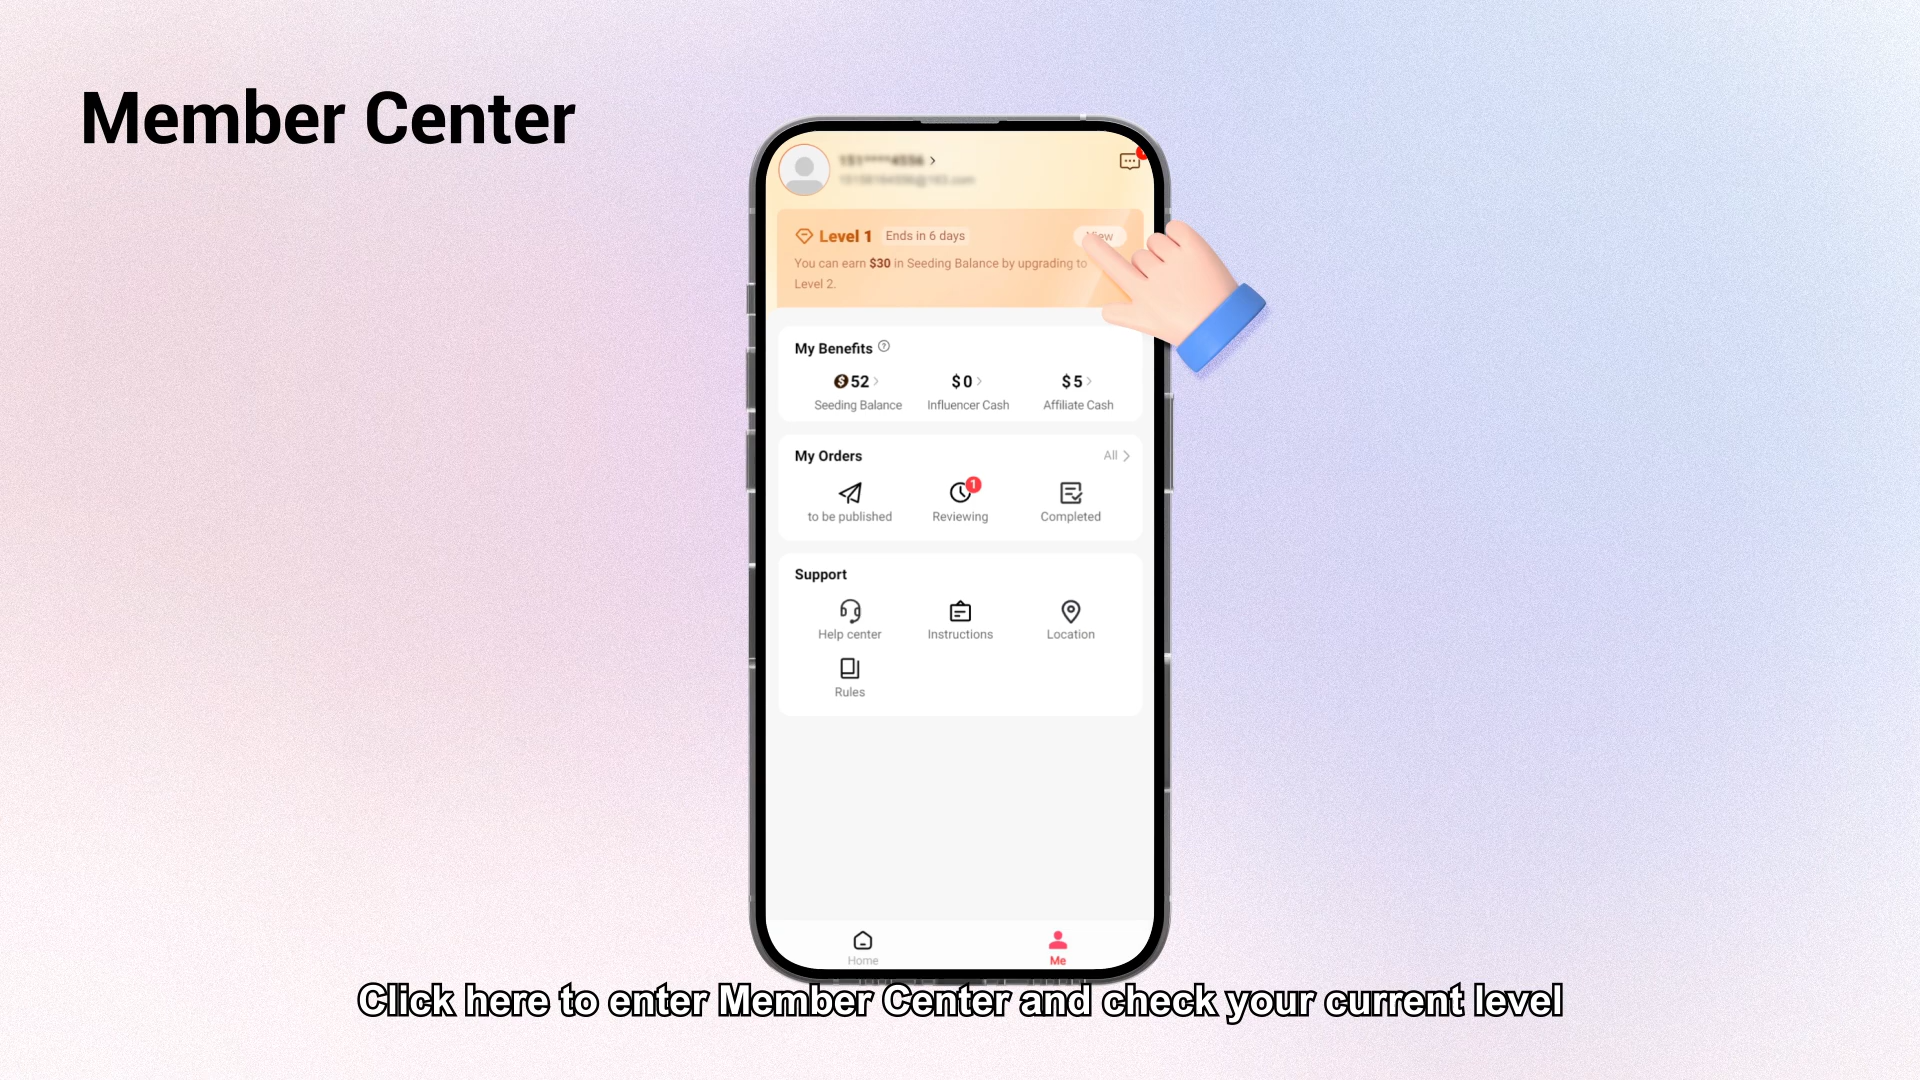 Member Center
Level 1 Ends in 6 days View
You can earn $30 in Seeding Balance by upgrading to
Level 2.
My Benefits ?
$ 52 > $ 0 > $ 5 >
Seeding Balance Influencer Cash Affiliate Cash
My Orders All >
1
to be published Reviewing Completed
Support
Help center Instructions Location
Rules
Home Me
Click here to enter Member Center and check your current level